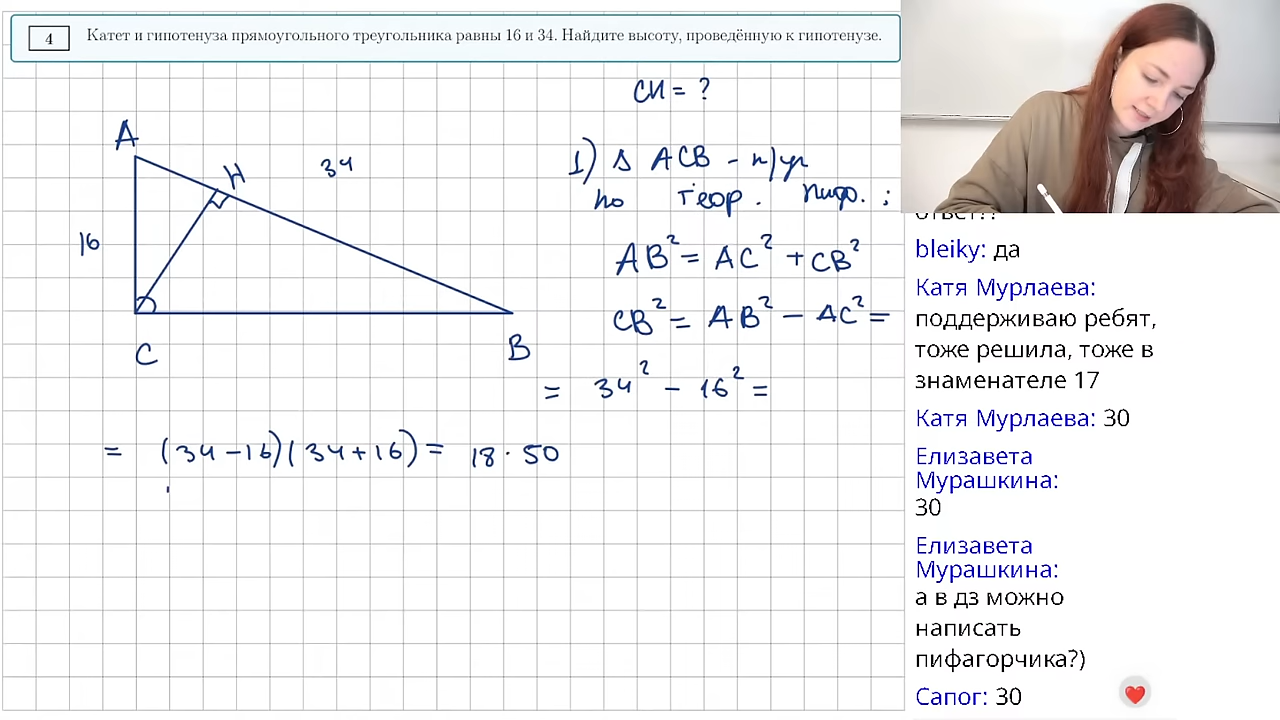 4 Катет и гипотенуза прямоугольного треугольника равны 16 и 34. Найдите высоту, проведённую к гипотенузе.
CH = ?
A
H
34
16
C
B
1) Δ ACB - п/уг
по теор. Пифо. :
AB² = AC² + CB²
CB² = AB² - AC² =
= 34² - 16² =
= (34-16)(34+16) = 18 · 50
ответ??
bleiky: да
Катя Мурлаева:
поддерживаю ребят,
тоже решила, тоже в
знаменателе 17
Катя Мурлаева: 30
Елизавета
Мурашкина:
30
Елизавета
Мурашкина:
а в дз можно
написать
пифагорчика?)
Сапог: 30